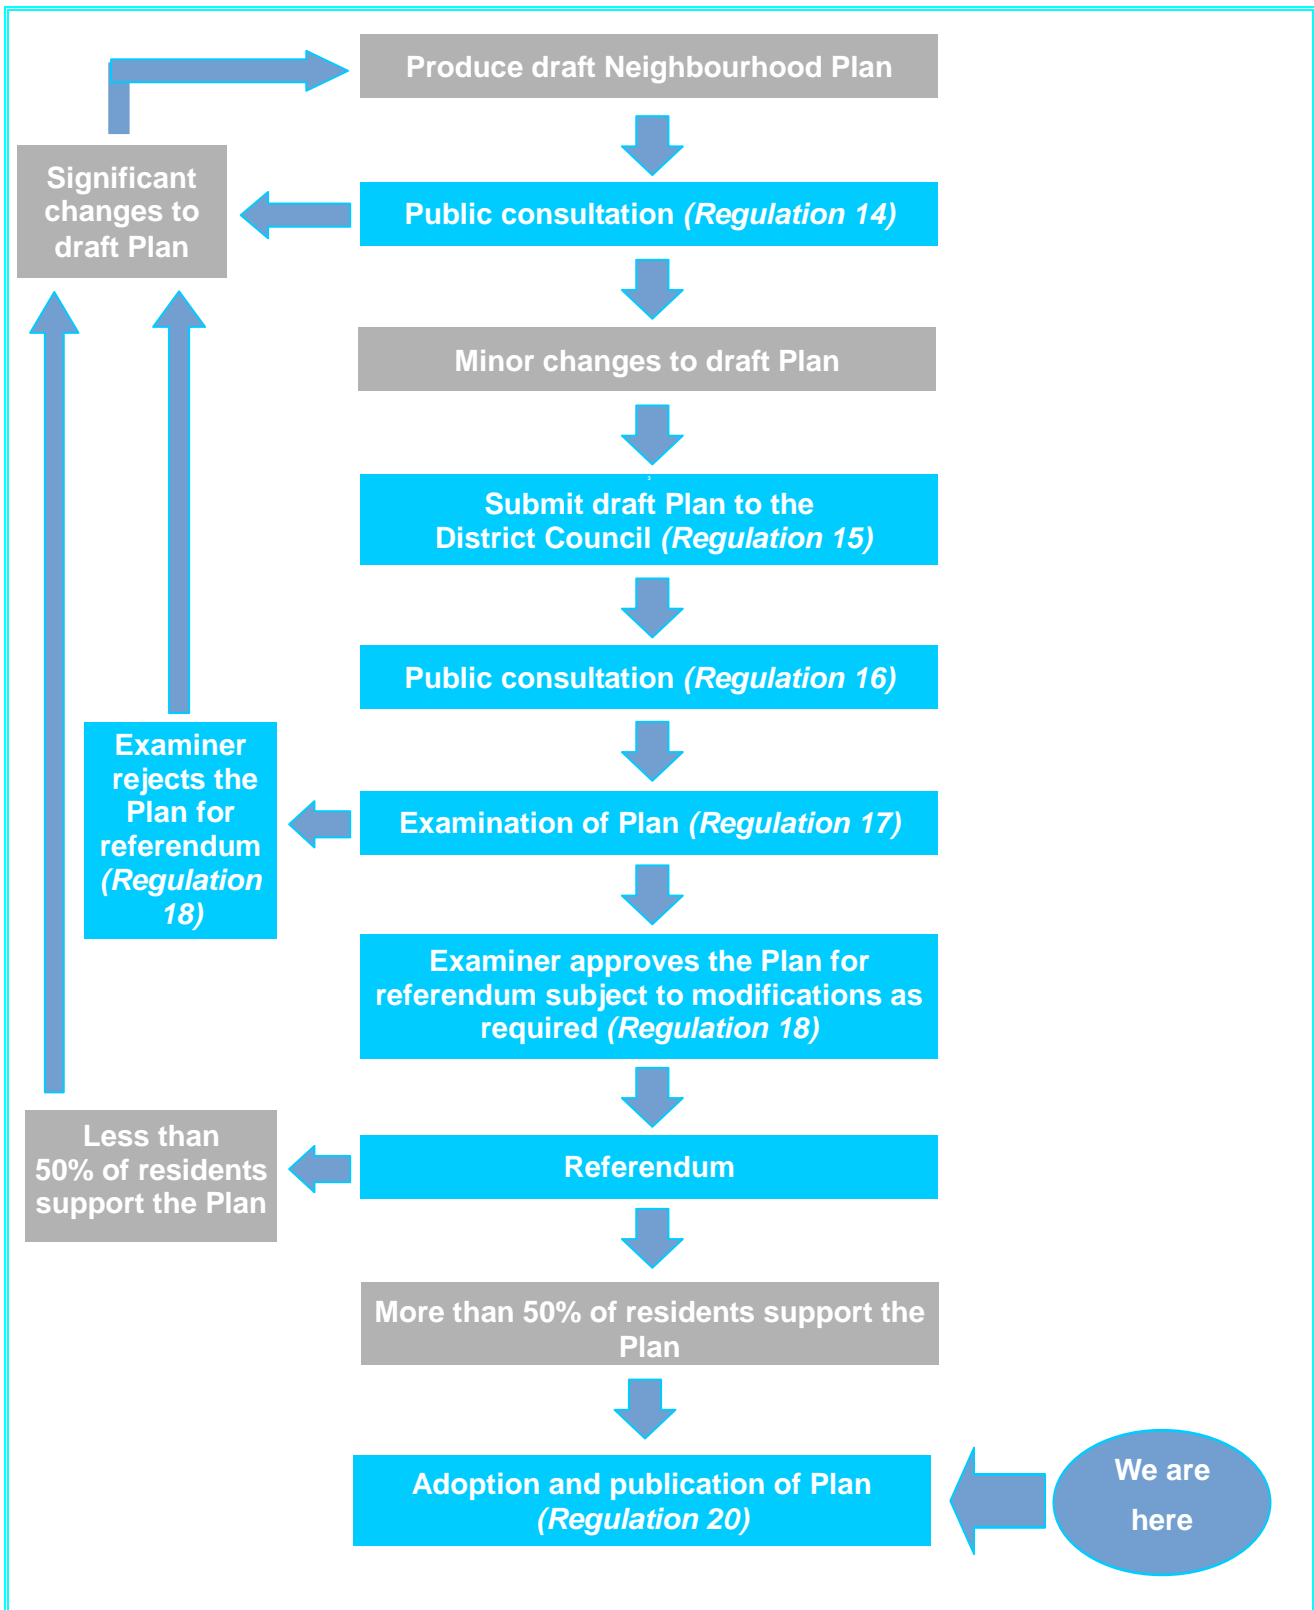 Produce draft Neighbourhood Plan
Significant
changes to
draft Plan
Public consultation (Regulation 14)
Minor changes to draft Plan
Submit draft Plan to the
District Council (Regulation 15)
Public consultation (Regulation 16)
Examiner
rejects the
Plan for
referendum
(Regulation
18)
Examination of Plan (Regulation 17)
Examiner approves the Plan for
referendum subject to modifications as
required (Regulation 18)
Less than
50% of residents
support the Plan
Referendum
More than 50% of residents support the
Plan
Adoption and publication of Plan
(Regulation 20)
We are
here